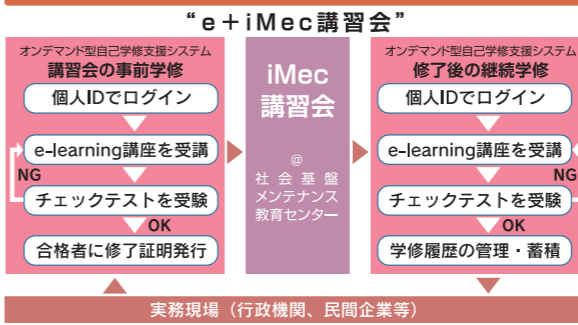 “e＋iMec講習会”
オンデマンド型自己学修支援システム
講習会の事前学修
個人IDでログイン
e-learning講座を受講
NG
チェックテストを受験
OK
合格者に修了証明発行
iMec
講習会
@
社会基盤
メンテナンス
教育センター
オンデマンド型自己学修支援システム
修了後の継続学修
個人IDでログイン
e-learning講座を受講
NG
チェックテストを受験
OK
学修履歴の管理・蓄積
実務現場（行政機関、民間企業等）